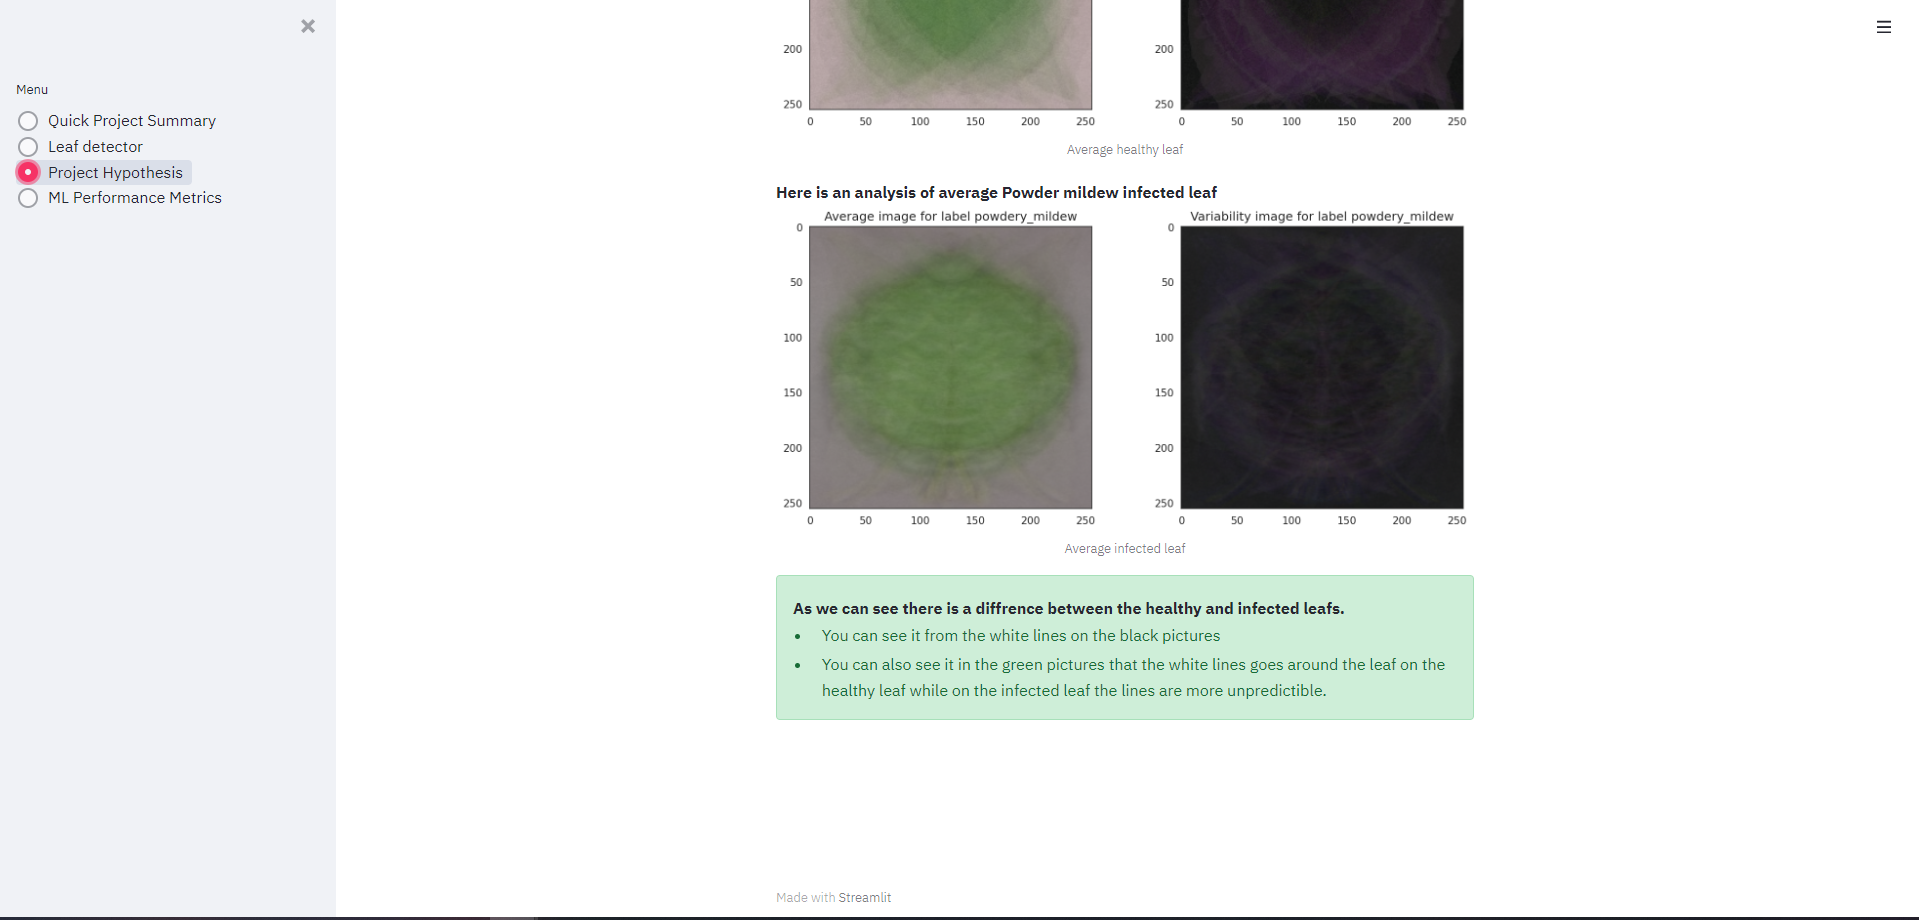 ×
Menu
Quick Project Summary
Leaf detector
Project Hypothesis
ML Performance Metrics
200
250
0 50 100 150 200 250
200
250
0 50 100 150 200 250
Average healthy leaf
Here is an analysis of average Powder mildew infected leaf
Average image for label powdery_mildew
0
50
100
150
200
250
0 50 100 150 200 250
Variability image for label powdery_mildew
0
50
100
150
200
250
0 50 100 150 200 250
Average infected leaf
As we can see there is a diffrence between the healthy and infected leafs.
• You can see it from the white lines on the black pictures
• You can also see it in the green pictures that the white lines goes around the leaf on the
healthy leaf while on the infected leaf the lines are more unpredictible.
Made with Streamlit